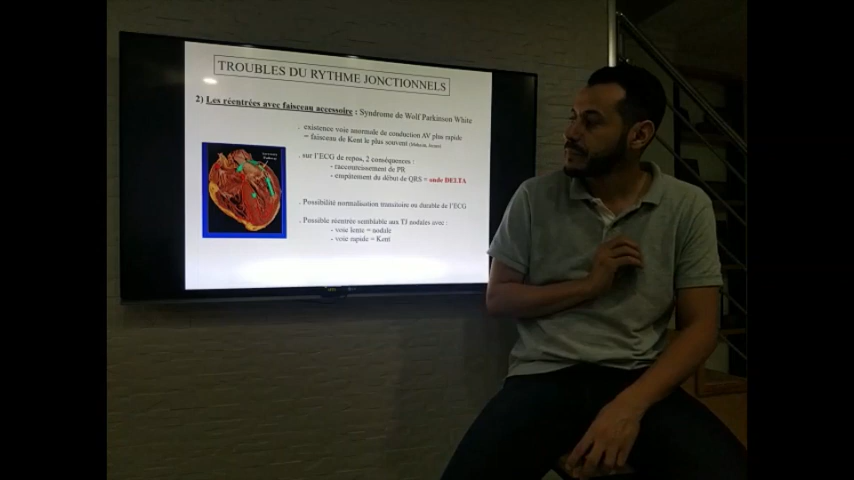 TROUBLES DU RYTHME JONCTIONNELS
2) Les réentrées avec faisceau accessoire : Syndrome de Wolf Parkinson White
. existence voie anormale de conduction AV plus rapide
= faisceau de Kent le plus souvent
. sur l'ECG de repos, 2 conséquences :
- raccourcissement de PR
- empâtement du début de QRS = onde DELTA
. Possibilité normalisation transitoire ou durable de l'ECG
. Possible réentrée semblable aux TJ nodales avec :
- voie lente = nodale
- voie rapide = Kent